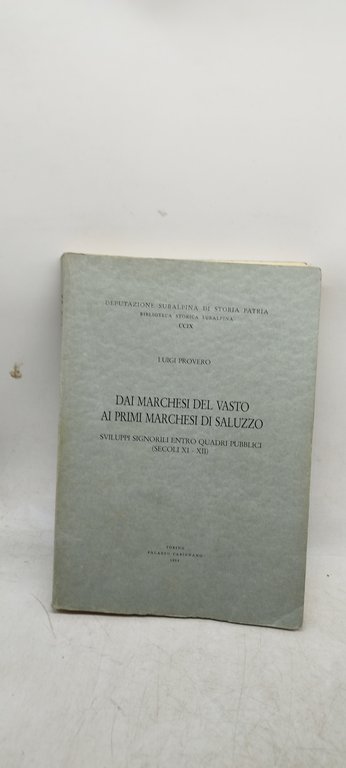 DEPUTAZIONE SUBALPINA DI STORIA PATRIA
BIBLIOTECA STORICA SUBALPINA
CCIX
LUIGI PROVERO
DAI MARCHESI DEL VASTO
AI PRIMI MARCHESI DI SALUZZO
SVILUPPI SIGNORILI ENTRO QUADRI PUBBLICI
(SECOLI XI - XII)
TORINO
PALAZZO CARIGNANO